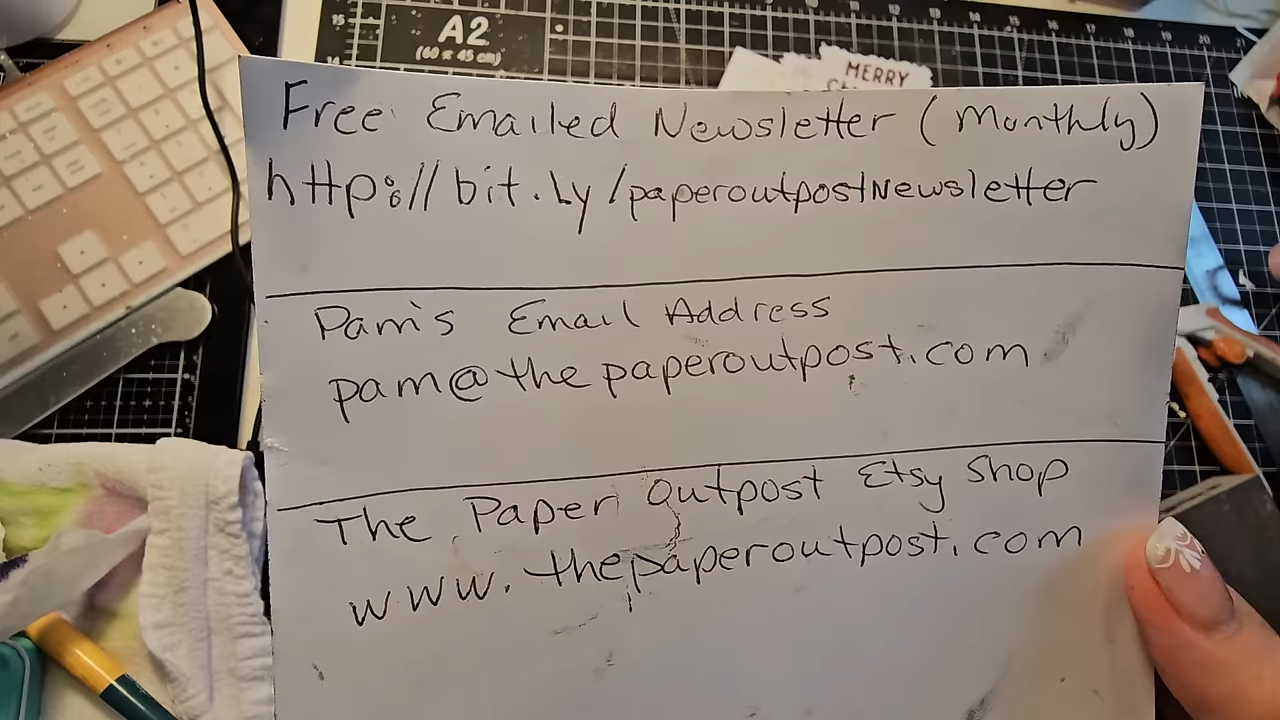 A2
(60 x 45 cm)
MERRY
Free Emailed Newsletter (Monthly)
http://bit.ly/paperoutpostNewsletter
Pam's Email Address
pam@thepaperoutpost.com
The Paper Outpost Etsy Shop
www.thepaperoutpost.com